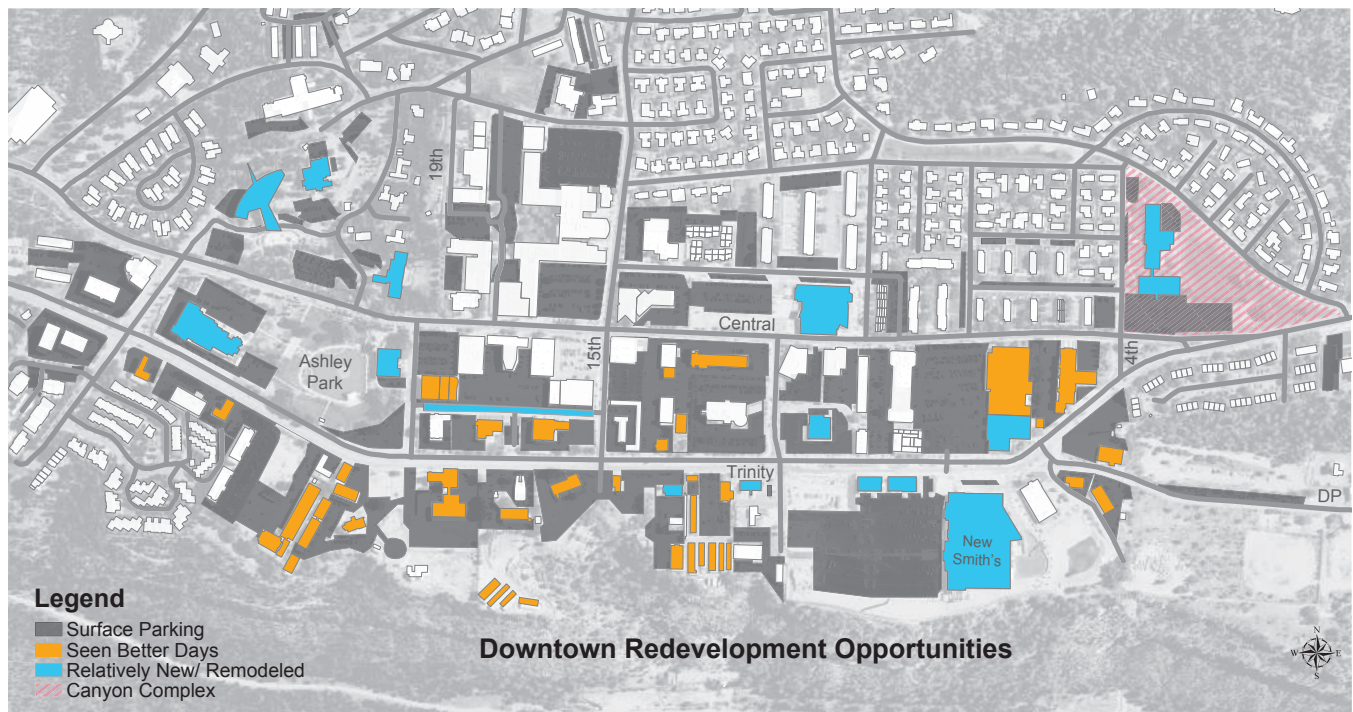 19th
15th
Central
4th
Ashley
Park
Trinity
DP
New
Smith's
Legend
Surface Parking
Seen Better Days
Relatively New/ Remodeled
Canyon Complex
Downtown Redevelopment Opportunities
N
W
E
S